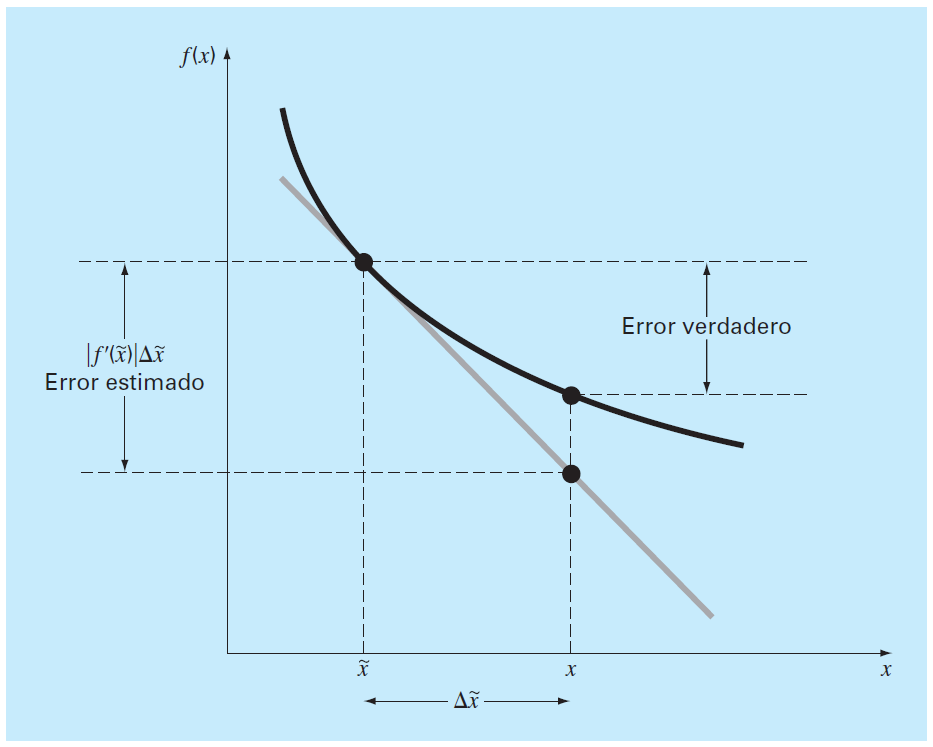 f(x)
Error verdadero
|f′(x̃)|Δx̃
Error estimado
x̃
x
x
Δx̃